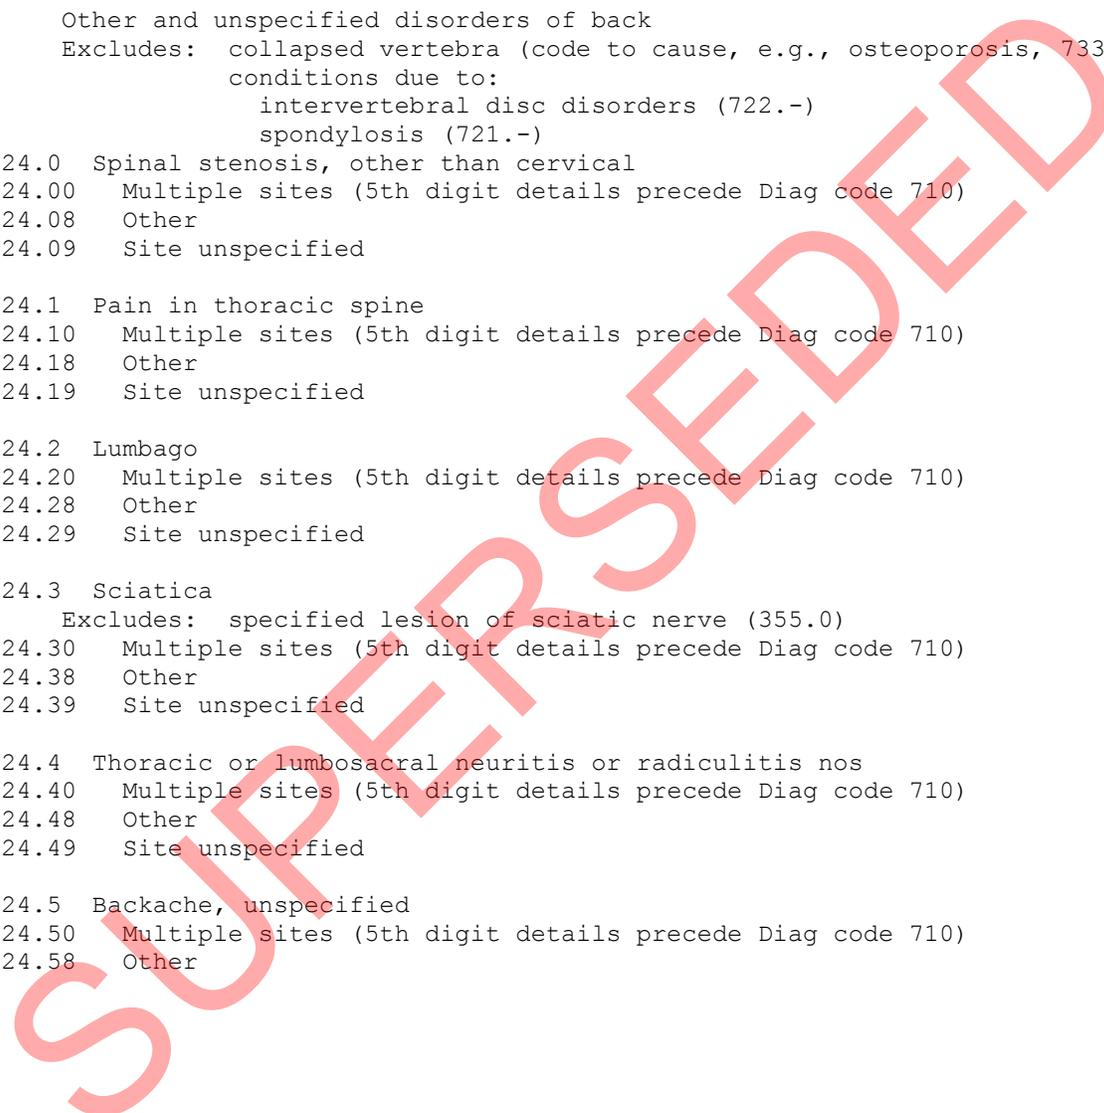 Other and unspecified disorders of back
Excludes: collapsed vertebra (code to cause, e.g., osteoporosis, 733
conditions due to:
intervertebral disc disorders (722.-)
spondylosis (721.-)
24.0 Spinal stenosis, other than cervical
24.00 Multiple sites (5th digit details precede Diag code 710)
24.08 Other
24.09 Site unspecified
24.1 Pain in thoracic spine
24.10 Multiple sites (5th digit details precede Diag code 710)
24.18 Other
24.19 Site unspecified
24.2 Lumbago
24.20 Multiple sites (5th digit details precede Diag code 710)
24.28 Other
24.29 Site unspecified
24.3 Sciatica
Excludes: specified lesion of sciatic nerve (355.0)
24.30 Multiple sites (5th digit details precede Diag code 710)
24.38 Other
24.39 Site unspecified
24.4 Thoracic or lumbosacral neuritis or radiculitis nos
24.40 Multiple sites (5th digit details precede Diag code 710)
24.48 Other
24.49 Site unspecified
24.5 Backache, unspecified
24.50 Multiple sites (5th digit details precede Diag code 710)
24.58 Other
SUPERSEDED